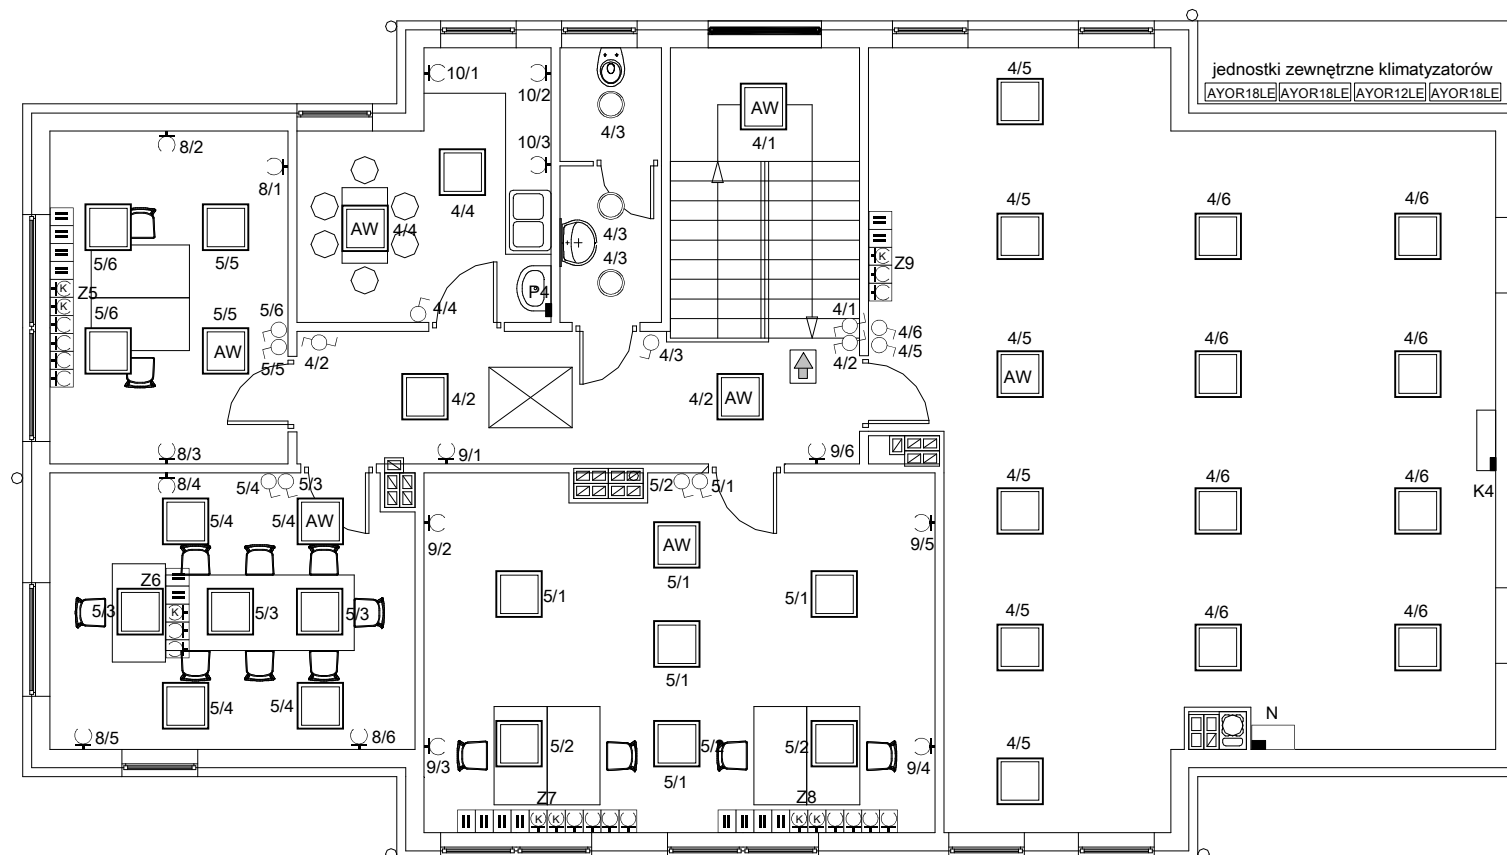 jednostki zewnętrzne klimatyzatorów
AYOR18LE AYOR18LE AYOR12LE AYOR18LE
10/1
10/2
10/3
4/3
AW
4/1
4/5
8/2
8/1
4/4
AW
4/4
4/3
4/3
4/5
4/6
4/6
5/6
5/5
K
K
Z5
K
Z9
P4
5/6
5/5
AW
5/6
5/5
4/2
4/4
4/3
4/1
4/2
4/6
4/5
4/5
AW
4/6
4/6
4/2
4/2
AW
8/3
9/1
9/6
8/4
5/4
5/3
5/2
5/1
5/4
5/4
AW
9/2
9/5
4/5
4/6
4/6
K4
AW
5/1
Z6
5/3
K
5/3
5/3
5/1
5/1
4/5
4/6
4/6
5/1
5/4
5/4
8/5
8/6
9/3
5/2
5/2
5/1
5/2
9/4
4/5
N
Z7
K
K
Z8
K
K